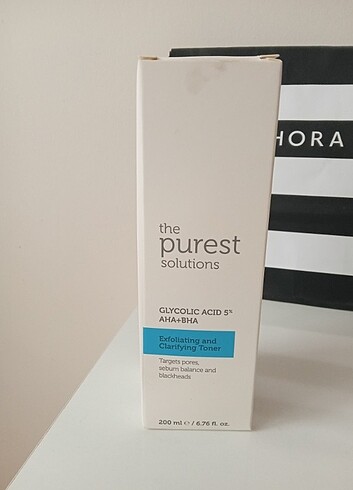 HORA
the
purest
solutions
GLYCOLIC ACID 5%
AHA+BHA
Exfoliating and
Clarifying Toner
Targets pores,
sebum balance and
blackheads
200 ml ℮ / 6.76 fl. oz.